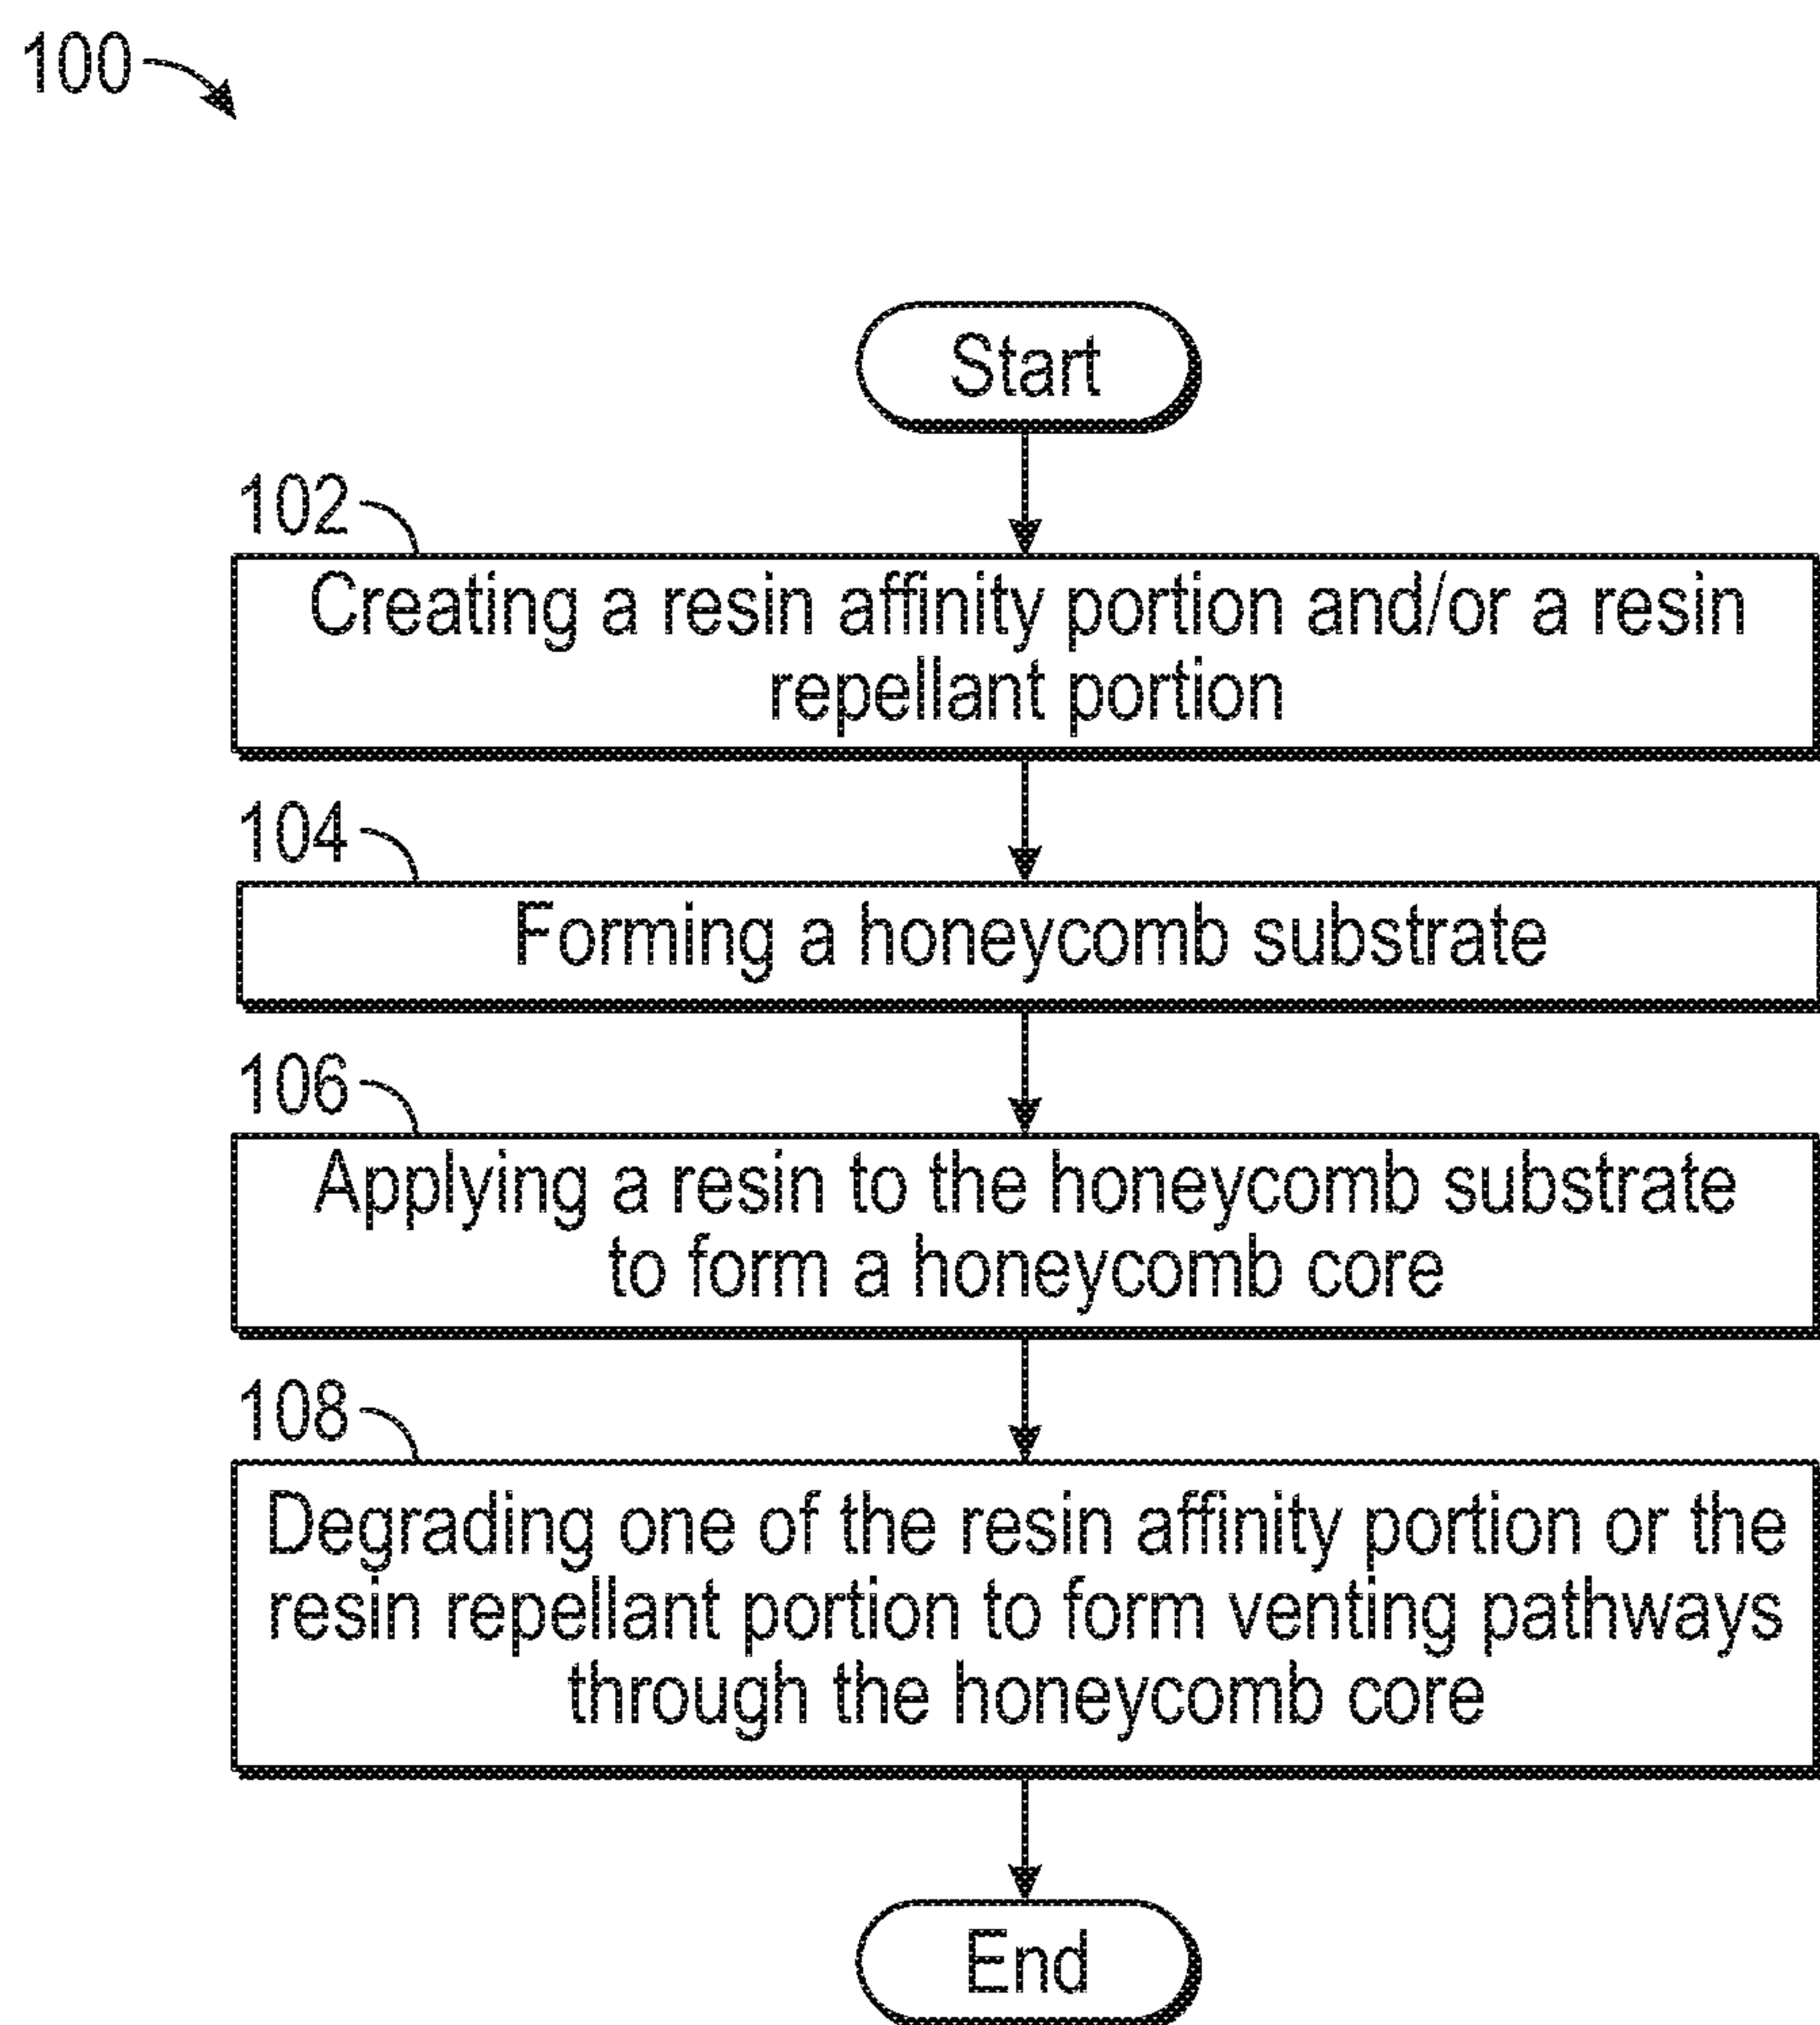 100
Start
102
Creating a resin affinity portion and/or a resin
repellant portion
104
Forming a honeycomb substrate
106
Applying a resin to the honeycomb substrate
to form a honeycomb core
108
Degrading one of the resin affinity portion or the
resin repellant portion to form venting pathways
through the honeycomb core
End